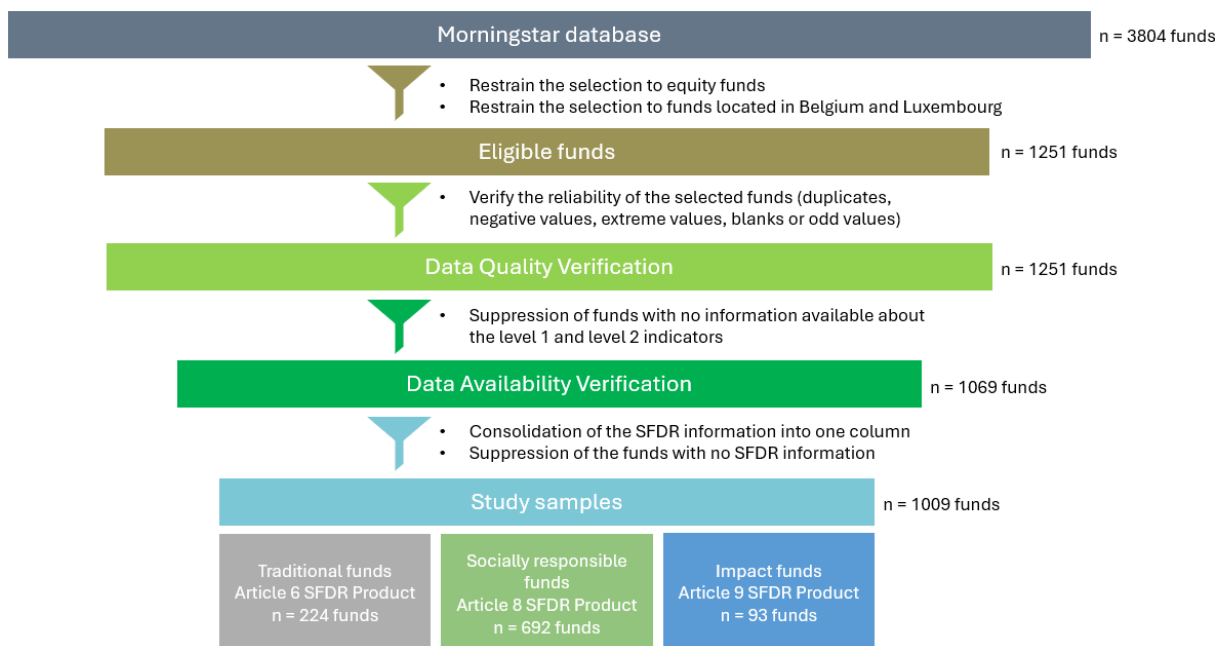 Morningstar database
n = 3804 funds
• Restrain the selection to equity funds
• Restrain the selection to funds located in Belgium and Luxembourg
Eligible funds
n = 1251 funds
• Verify the reliability of the selected funds (duplicates,
negative values, extreme values, blanks or odd values)
Data Quality Verification
n = 1251 funds
• Suppression of funds with no information available about
the level 1 and level 2 indicators
Data Availability Verification
n = 1069 funds
• Consolidation of the SFDR information into one column
• Suppression of the funds with no SFDR information
Study samples
n = 1009 funds
Traditional funds
Article 6 SFDR Product
n = 224 funds
Socially responsible
funds
Article 8 SFDR Product
n = 692 funds
Impact funds
Article 9 SFDR Product
n = 93 funds